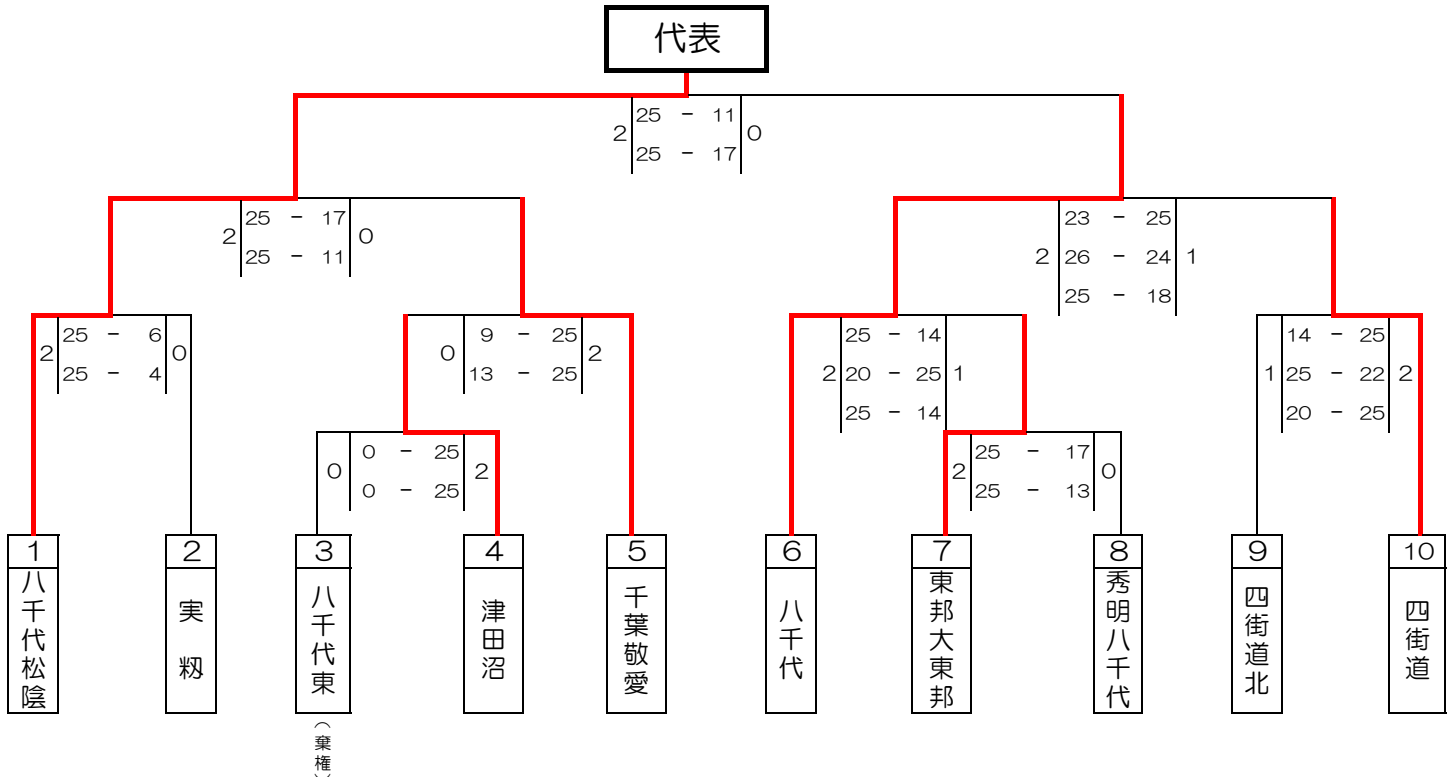 代表
2 25 - 11 0
25 - 17
2 25 - 17 0
25 - 11
23 - 25
2 26 - 24 1
25 - 18
2 25 - 6 0
25 - 4
0 9 - 25 2
13 - 25
25 - 14
2 20 - 25 1
25 - 14
14 - 25
1 25 - 22 2
20 - 25
0 0 - 25 2
0 - 25
2 25 - 17 0
25 - 13
1
八千代松陰
2
実籾
3
八千代東
(棄権)
4
津田沼
5
千葉敬愛
6
八千代
7
東邦大東邦
8
秀明八千代
9
四街道北
10
四街道